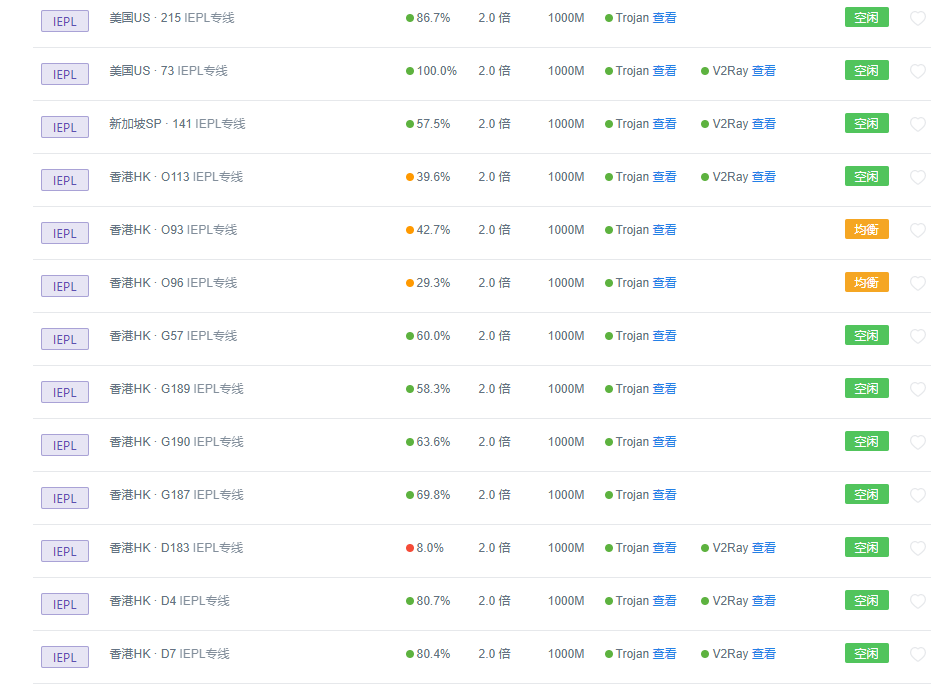 IEPL 美国US · 215 IEPL专线 86.7% 2.0 倍 1000M Trojan 查看 空闲
IEPL 美国US · 73 IEPL专线 100.0% 2.0 倍 1000M Trojan 查看 V2Ray 查看 空闲
IEPL 新加坡SP · 141 IEPL专线 57.5% 2.0 倍 1000M Trojan 查看 V2Ray 查看 空闲
IEPL 香港HK · O113 IEPL专线 39.6% 2.0 倍 1000M Trojan 查看 V2Ray 查看 空闲
IEPL 香港HK · O93 IEPL专线 42.7% 2.0 倍 1000M Trojan 查看 均衡
IEPL 香港HK · O96 IEPL专线 29.3% 2.0 倍 1000M Trojan 查看 均衡
IEPL 香港HK · G57 IEPL专线 60.0% 2.0 倍 1000M Trojan 查看 空闲
IEPL 香港HK · G189 IEPL专线 58.3% 2.0 倍 1000M Trojan 查看 空闲
IEPL 香港HK · G190 IEPL专线 63.6% 2.0 倍 1000M Trojan 查看 空闲
IEPL 香港HK · G187 IEPL专线 69.8% 2.0 倍 1000M Trojan 查看 空闲
IEPL 香港HK · D183 IEPL专线 8.0% 2.0 倍 1000M Trojan 查看 V2Ray 查看 空闲
IEPL 香港HK · D4 IEPL专线 80.7% 2.0 倍 1000M Trojan 查看 V2Ray 查看 空闲
IEPL 香港HK · D7 IEPL专线 80.4% 2.0 倍 1000M Trojan 查看 V2Ray 查看 空闲